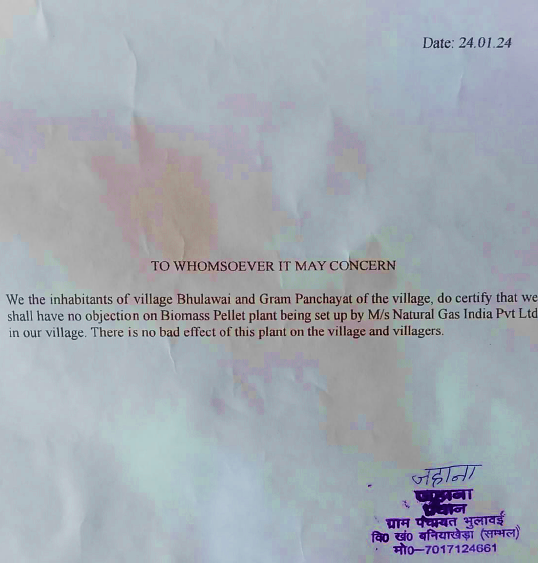 Date: 24.01.24
TO WHOMSOEVER IT MAY CONCERN
We the inhabitants of village Bhulawai and Gram Panchayat of the village, do certify that we
shall have no objection on Biomass Pellet plant being set up by M/s Natural Gas India Pvt Ltd
in our village. There is no bad effect of this plant on the village and villagers.
जहाना
जहाना
प्रधान
ग्राम पंचायत भुलावई
वि0 खं0 बनियाखेड़ा (सम्भल)
मो0-7017124661